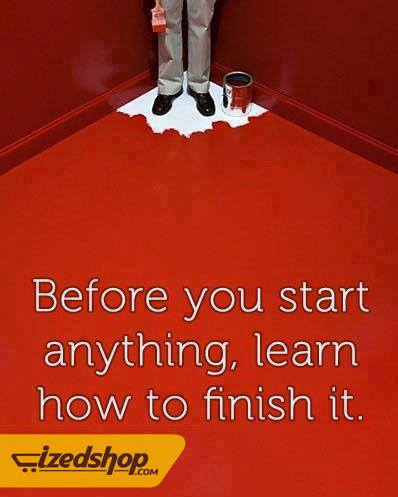 Before you start
anything, learn
how to finish it.
izedshop
.COM